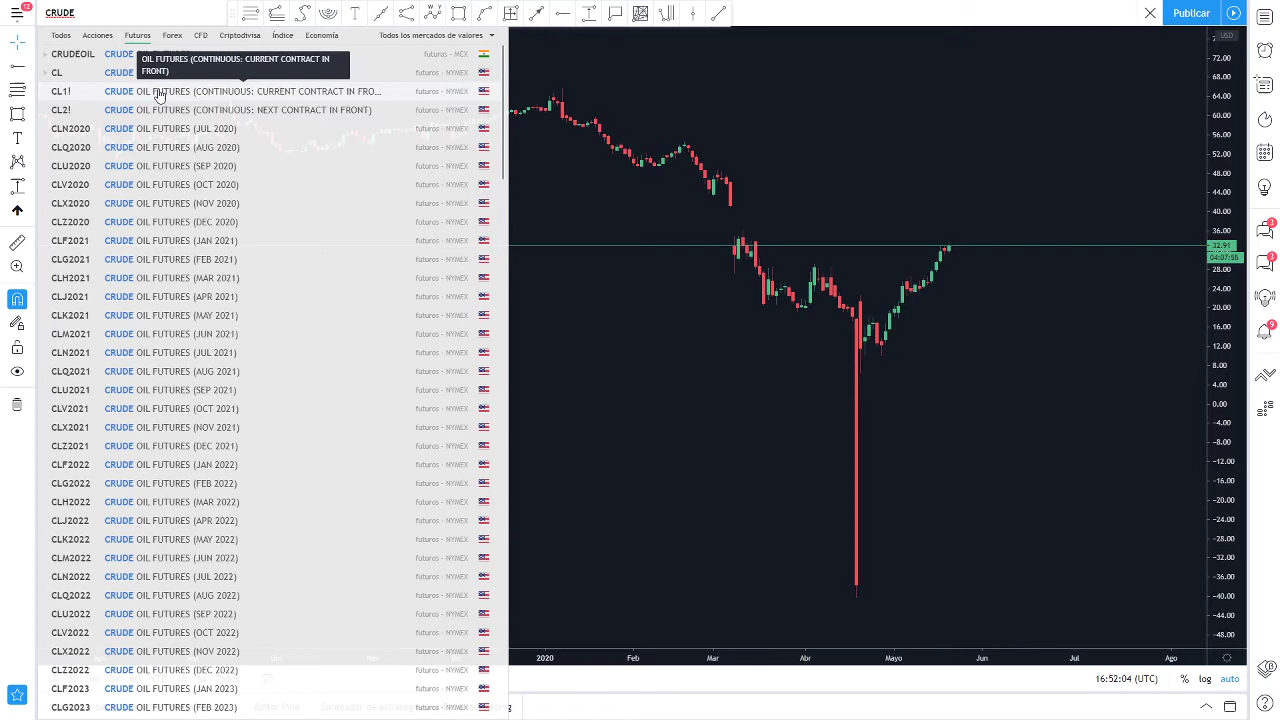 12
CRUDE
Publicar
Todos Acciones Futuros Forex CFD Criptodivisa Índice Economía Todos los mercados de valores
CRUDEOIL CRUDE futuros - MCX
OIL FUTURES (CONTINUOUS: CURRENT CONTRACT IN FRONT)
CL CRUDE futuros - NYMEX
CL1! CRUDE OIL FUTURES (CONTINUOUS: CURRENT CONTRACT IN FRO... futuros - NYMEX
CL2! CRUDE OIL FUTURES (CONTINUOUS: NEXT CONTRACT IN FRONT) futuros - NYMEX
CLN2020 CRUDE OIL FUTURES (JUL 2020) futuros - NYMEX
CLQ2020 CRUDE OIL FUTURES (AUG 2020) futuros - NYMEX
CLU2020 CRUDE OIL FUTURES (SEP 2020) futuros - NYMEX
CLV2020 CRUDE OIL FUTURES (OCT 2020) futuros - NYMEX
CLX2020 CRUDE OIL FUTURES (NOV 2020) futuros - NYMEX
CLZ2020 CRUDE OIL FUTURES (DEC 2020) futuros - NYMEX
CLF2021 CRUDE OIL FUTURES (JAN 2021) futuros - NYMEX
CLG2021 CRUDE OIL FUTURES (FEB 2021) futuros - NYMEX
CLH2021 CRUDE OIL FUTURES (MAR 2021) futuros - NYMEX
CLJ2021 CRUDE OIL FUTURES (APR 2021) futuros - NYMEX
CLK2021 CRUDE OIL FUTURES (MAY 2021) futuros - NYMEX
CLM2021 CRUDE OIL FUTURES (JUN 2021) futuros - NYMEX
CLN2021 CRUDE OIL FUTURES (JUL 2021) futuros - NYMEX
CLQ2021 CRUDE OIL FUTURES (AUG 2021) futuros - NYMEX
CLU2021 CRUDE OIL FUTURES (SEP 2021) futuros - NYMEX
CLV2021 CRUDE OIL FUTURES (OCT 2021) futuros - NYMEX
CLX2021 CRUDE OIL FUTURES (NOV 2021) futuros - NYMEX
CLZ2021 CRUDE OIL FUTURES (DEC 2021) futuros - NYMEX
CLF2022 CRUDE OIL FUTURES (JAN 2022) futuros - NYMEX
CLG2022 CRUDE OIL FUTURES (FEB 2022) futuros - NYMEX
CLH2022 CRUDE OIL FUTURES (MAR 2022) futuros - NYMEX
CLJ2022 CRUDE OIL FUTURES (APR 2022) futuros - NYMEX
CLK2022 CRUDE OIL FUTURES (MAY 2022) futuros - NYMEX
CLM2022 CRUDE OIL FUTURES (JUN 2022) futuros - NYMEX
CLN2022 CRUDE OIL FUTURES (JUL 2022) futuros - NYMEX
CLQ2022 CRUDE OIL FUTURES (AUG 2022) futuros - NYMEX
CLU2022 CRUDE OIL FUTURES (SEP 2022) futuros - NYMEX
CLV2022 CRUDE OIL FUTURES (OCT 2022) futuros - NYMEX
CLX2022 CRUDE OIL FUTURES (NOV 2022) futuros - NYMEX
CLZ2022 CRUDE OIL FUTURES (DEC 2022) futuros - NYMEX
CLF2023 CRUDE OIL FUTURES (JAN 2023) futuros - NYMEX
CLG2023 CRUDE OIL FUTURES (FEB 2023) futuros - NYMEX
USD
72.00
68.00
64.00
60.00
56.00
52.00
48.00
44.00
40.00
36.00
32.91
04:07:55
28.00
24.00
20.00
16.00
12.00
8.00
4.00
0.00
-4.00
-8.00
-12.00
-16.00
-20.00
-24.00
-28.00
-32.00
-36.00
-40.00
-44.00
-48.00
2020 Feb Mar Abr Mayo Jun Jul Ago
16:52:04 (UTC) % log auto
3
3
9